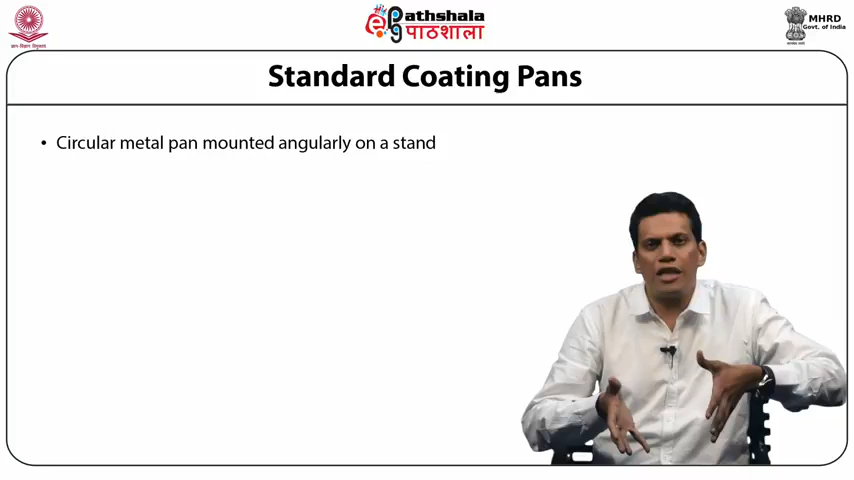 Pathshala
पाठशाला
MHRD
Govt. of India
Standard Coating Pans
• Circular metal pan mounted angularly on a stand